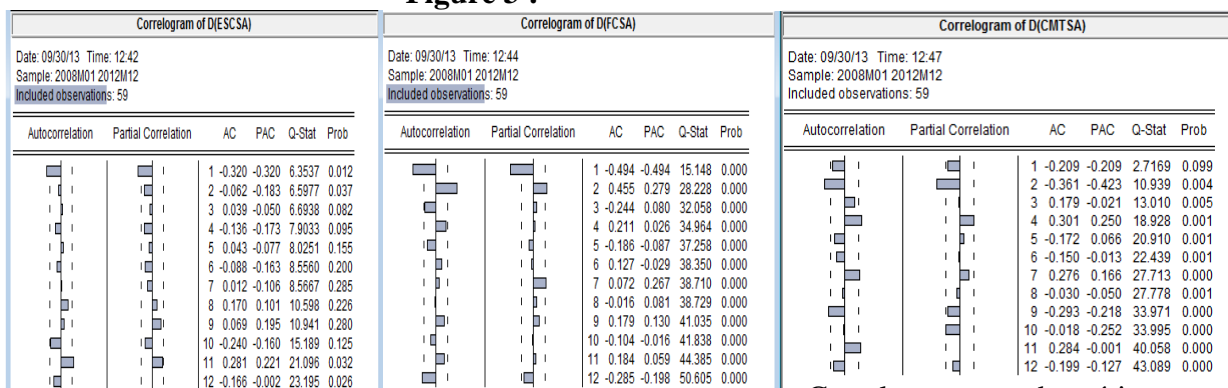 Correlogram of D(ESCSA)
Date: 09/30/13 Time: 12:42
Sample: 2008M01 2012M12
Included observations: 59
Autocorrelation Partial Correlation AC PAC Q-Stat Prob
1 -0.320 -0.320 6.3537 0.012
2 -0.062 -0.183 6.5977 0.037
3 0.039 -0.050 6.6938 0.082
4 -0.136 -0.173 7.9033 0.095
5 0.043 -0.077 8.0251 0.155
6 -0.088 -0.163 8.5560 0.200
7 0.012 -0.106 8.5667 0.285
8 0.170 0.101 10.598 0.226
9 0.069 0.195 10.941 0.280
10 -0.240 -0.160 15.189 0.125
11 0.281 0.221 21.096 0.032
12 -0.166 -0.002 23.195 0.026
Correlogram of D(FCSA)
Date: 09/30/13 Time: 12:44
Sample: 2008M01 2012M12
Included observations: 59
Autocorrelation Partial Correlation AC PAC Q-Stat Prob
1 -0.494 -0.494 15.148 0.000
2 0.455 0.279 28.228 0.000
3 -0.244 0.080 32.058 0.000
4 0.211 0.026 34.964 0.000
5 -0.186 -0.087 37.258 0.000
6 0.127 -0.029 38.350 0.000
7 0.072 0.267 38.710 0.000
8 -0.016 0.081 38.729 0.000
9 0.179 0.130 41.035 0.000
10 -0.104 -0.016 41.838 0.000
11 0.184 0.059 44.385 0.000
12 -0.285 -0.198 50.605 0.000
Correlogram of D(CMTSA)
Date: 09/30/13 Time: 12:47
Sample: 2008M01 2012M12
Included observations: 59
Autocorrelation Partial Correlation AC PAC Q-Stat Prob
1 -0.209 -0.209 2.7169 0.099
2 -0.361 -0.423 10.939 0.004
3 0.179 -0.021 13.010 0.005
4 0.301 0.250 18.928 0.001
5 -0.172 0.066 20.910 0.001
6 -0.150 -0.013 22.439 0.001
7 0.276 0.166 27.713 0.000
8 -0.030 -0.050 27.778 0.001
9 -0.293 -0.218 33.971 0.000
10 -0.018 -0.252 33.995 0.000
11 0.284 -0.001 40.058 0.000
12 -0.199 -0.127 43.089 0.000